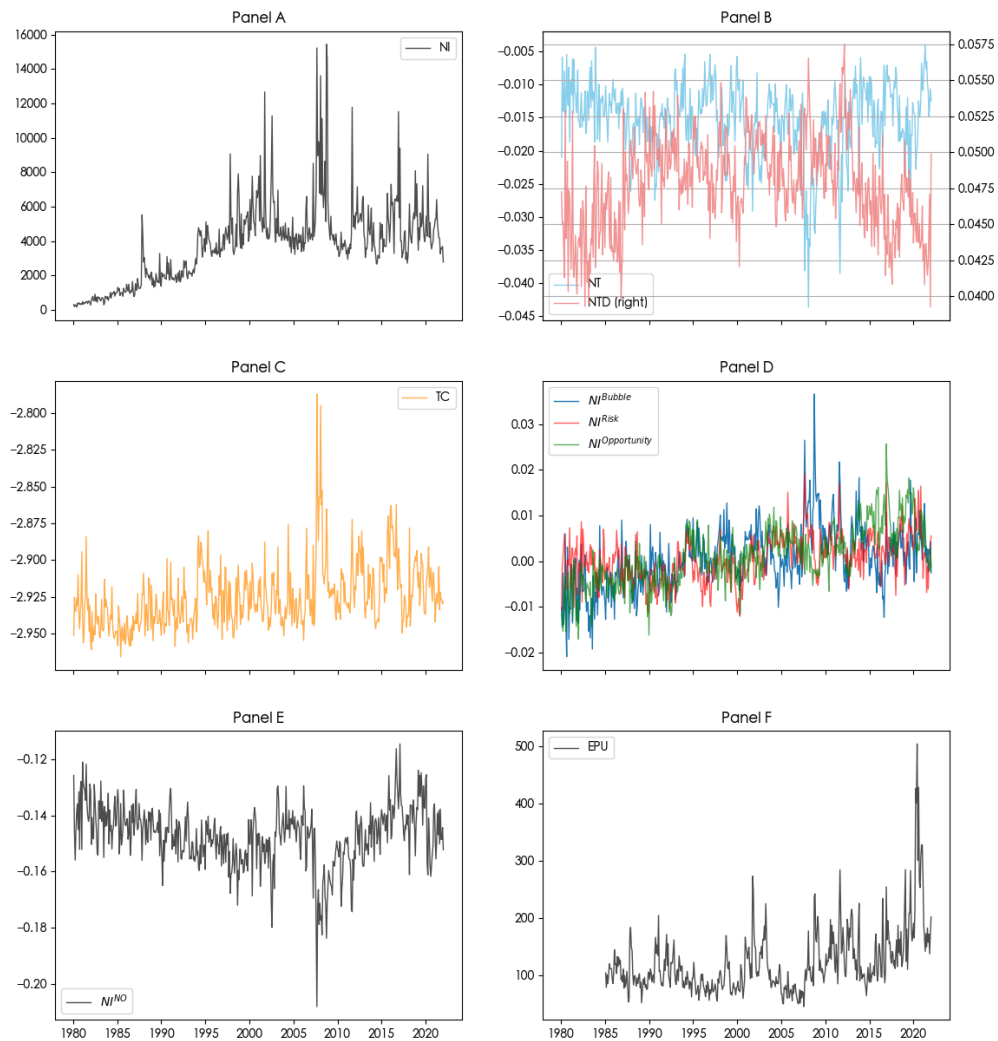 Panel A
16000
14000
12000
10000
8000
6000
4000
2000
0
NI
Panel B
−0.005
−0.010
−0.015
−0.020
−0.025
−0.030
−0.035
−0.040
−0.045
0.0575
0.0550
0.0525
0.0500
0.0475
0.0450
0.0425
0.0400
NT
NTD (right)
Panel C
−2.800
−2.825
−2.850
−2.875
−2.900
−2.925
−2.950
TC
Panel D
0.03
0.02
0.01
0.00
−0.01
−0.02
NI^Bubble
NI^Risk
NI^Opportunity
Panel E
−0.12
−0.14
−0.16
−0.18
−0.20
NI^NO
1980 1985 1990 1995 2000 2005 2010 2015 2020
Panel F
500
400
300
200
100
EPU
1980 1985 1990 1995 2000 2005 2010 2015 2020